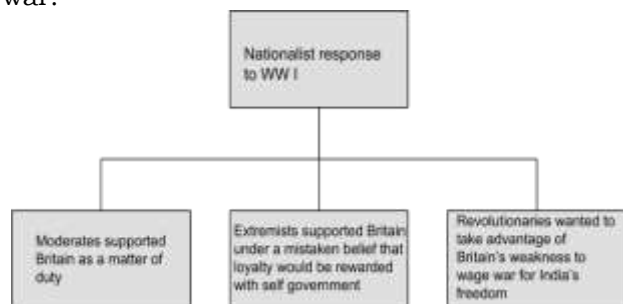 war.
Nationalist response
to WW I
Moderates supported
Britain as a matter of
duty
Extremists supported Britain
under a mistaken belief that
loyalty would be rewarded
with self government
Revolutionaries wanted to
take advantage of
Britain's weakness to
wage war for India's
freedom